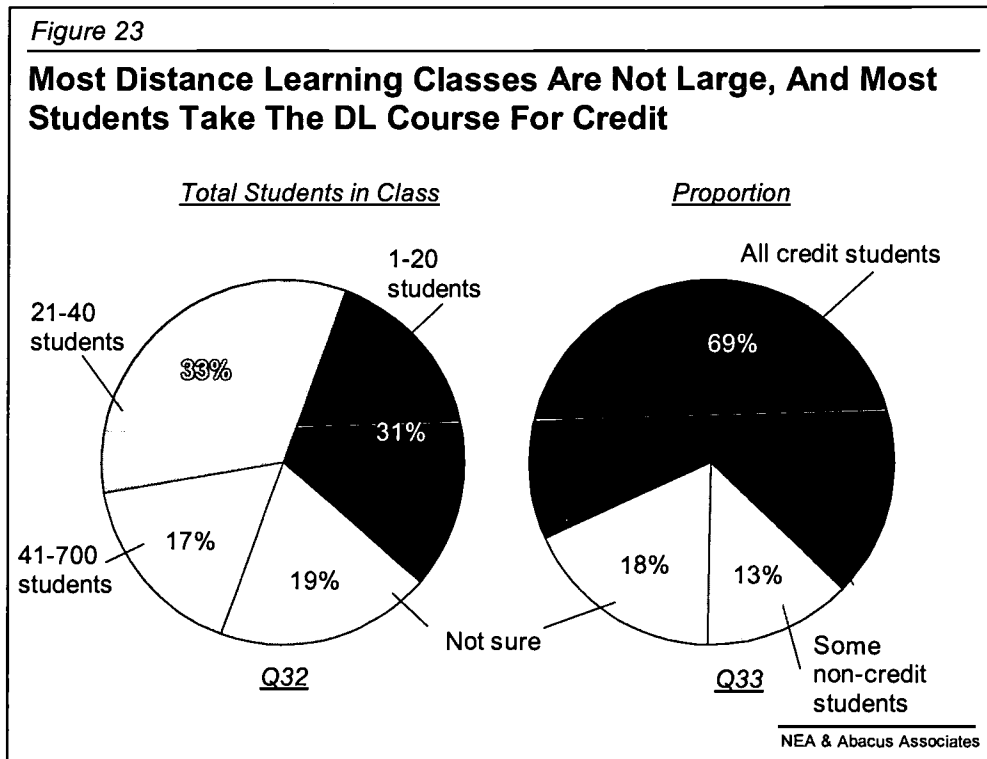 Figure 23
Most Distance Learning Classes Are Not Large, And Most
Students Take The DL Course For Credit
Total Students in Class
Proportion
1-20
students
All credit students
21-40
students
33%
31%
69%
41-700
students
17%
19%
18%
13%
Not sure
Some
non-credit
students
Q32
Q33
NEA & Abacus Associates